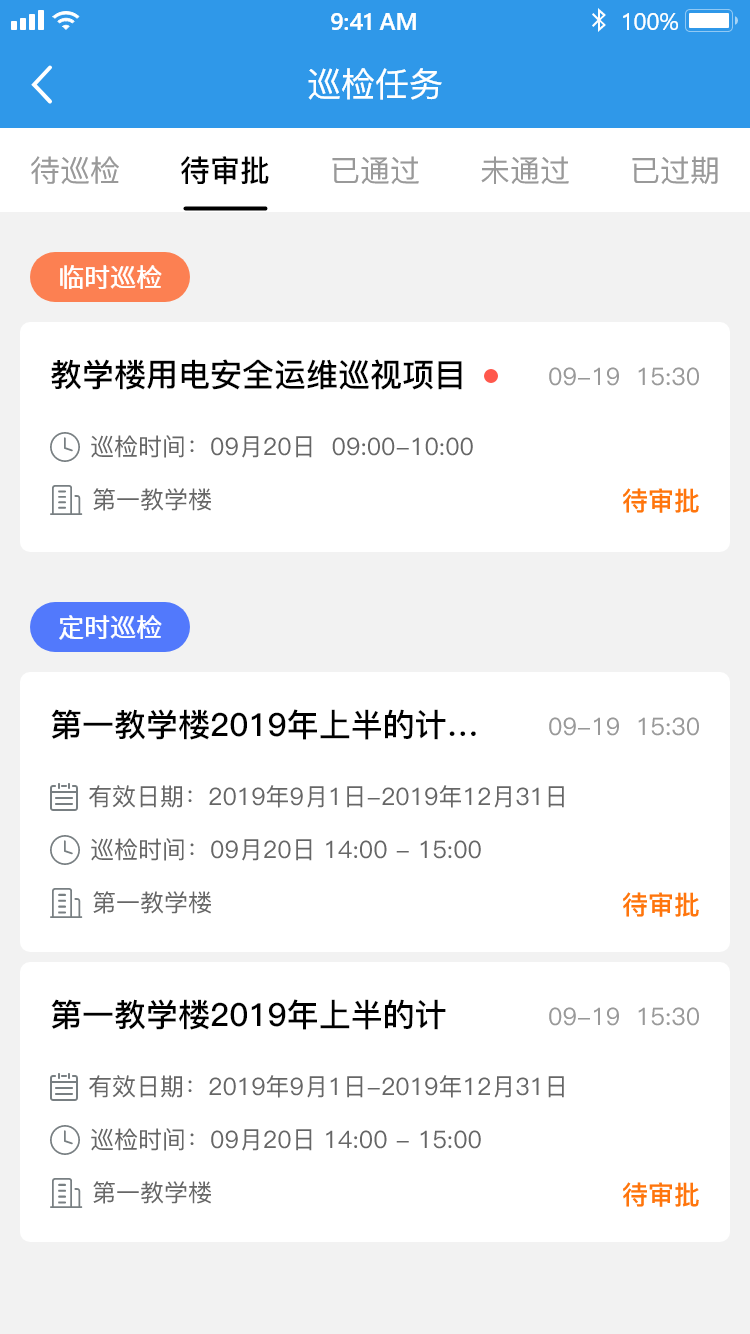 9:41 AM 100%
巡检任务
待巡检 待审批 已通过 未通过 已过期
临时巡检
教学楼用电安全运维巡视项目 09-19 15:30
巡检时间：09月20日 09:00-10:00
第一教学楼 待审批
定时巡检
第一教学楼2019年上半的计... 09-19 15:30
有效日期：2019年9月1日-2019年12月31日
巡检时间：09月20日 14:00 - 15:00
第一教学楼 待审批
第一教学楼2019年上半的计 09-19 15:30
有效日期：2019年9月1日-2019年12月31日
巡检时间：09月20日 14:00 - 15:00
第一教学楼 待审批